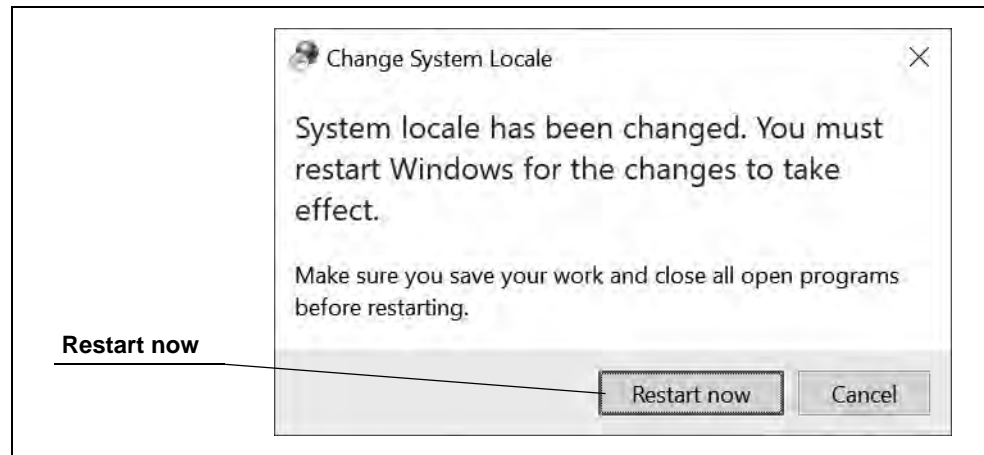 Change System Locale
System locale has been changed. You must
restart Windows for the changes to take
effect.
Make sure you save your work and close all open programs
before restarting.
Restart now
Restart now
Cancel